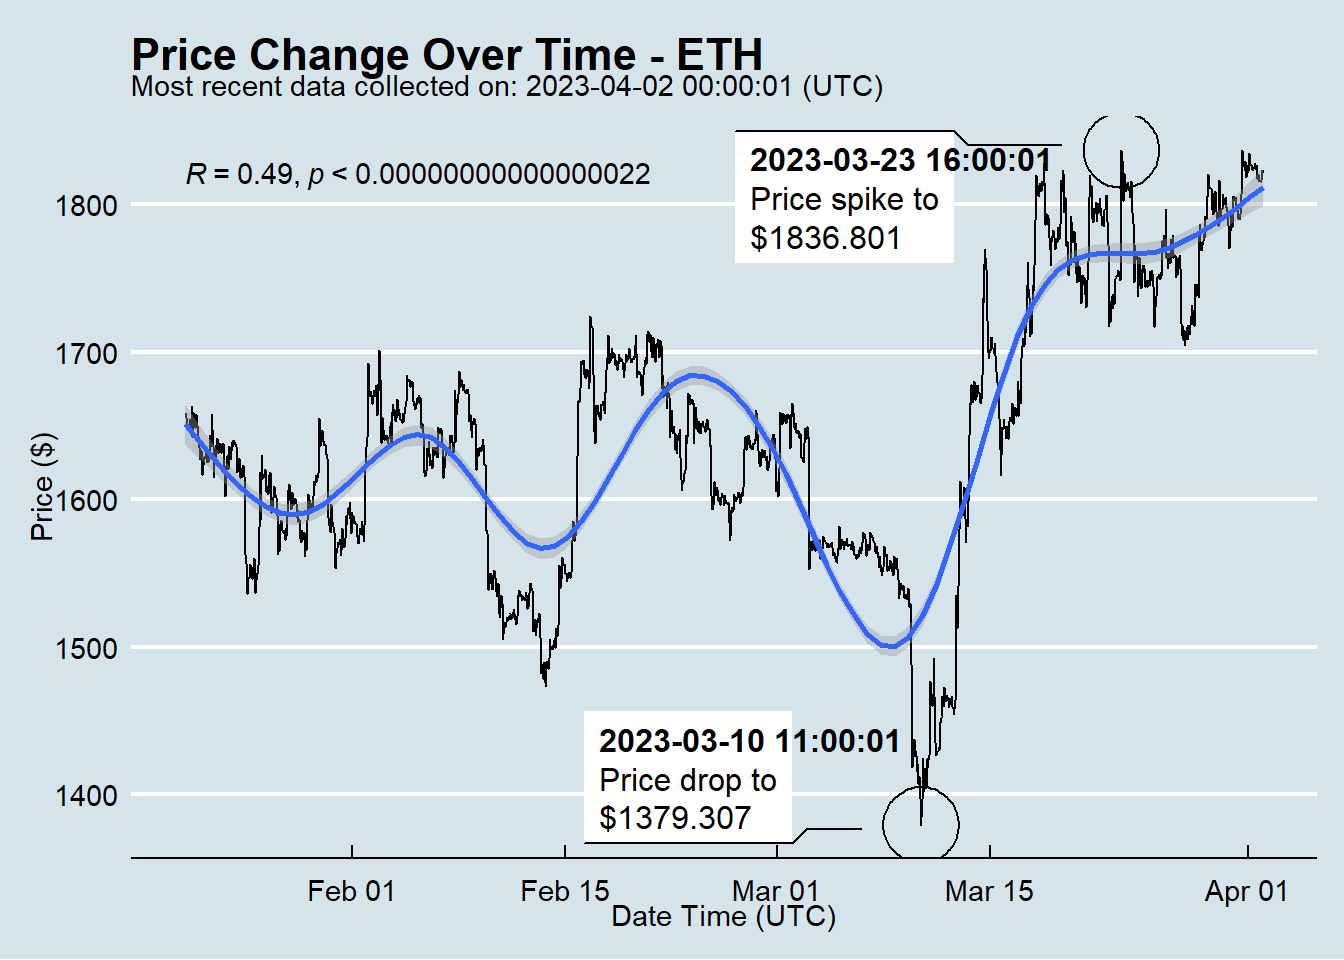 Price Change Over Time - ETH
Most recent data collected on: 2023-04-02 00:00:01 (UTC)
R = 0.49, p < 0.00000000000000022
2023-03-23 16:00:01
Price spike to
$1836.801
1800
1700
1600
1500
1400
Price ($)
2023-03-10 11:00:01
Price drop to
$1379.307
Feb 01
Feb 15
Mar 01
Mar 15
Apr 01
Date Time (UTC)